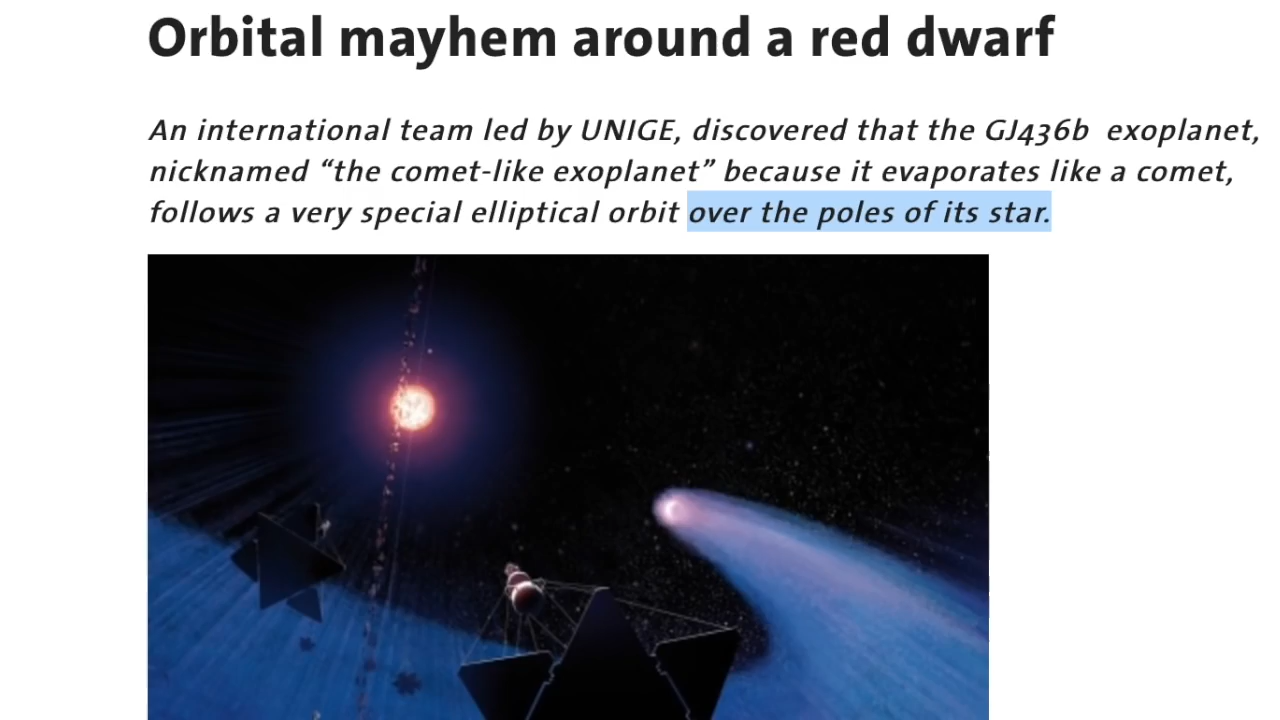 Orbital mayhem around a red dwarf
An international team led by UNIGE, discovered that the GJ436b exoplanet,
nicknamed “the comet-like exoplanet” because it evaporates like a comet,
follows a very special elliptical orbit over the poles of its star.